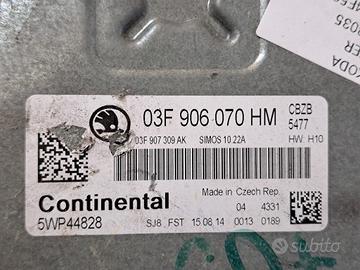 03F 906 070 HM
CBZB
5477
03F 907 309 AK
SIMOS 10.22A
HW: H10
Continental
Made in Czech Rep.
04 4331
5WP44828
SJ8 FST 15.08.14 0013 0189
SKODA
subito